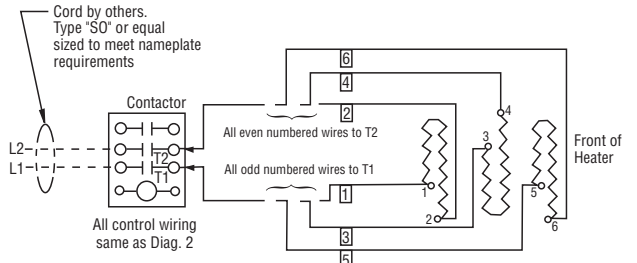 Cord by others.
Type "SO" or equal
sized to meet nameplate
requirements
Contactor
L2
L1
T2
T1
All control wiring
same as Diag. 2
6
4
2
All even numbered wires to T2
All odd numbered wires to T1
1
3
5
1
2
3
4
5
6
Front of
Heater